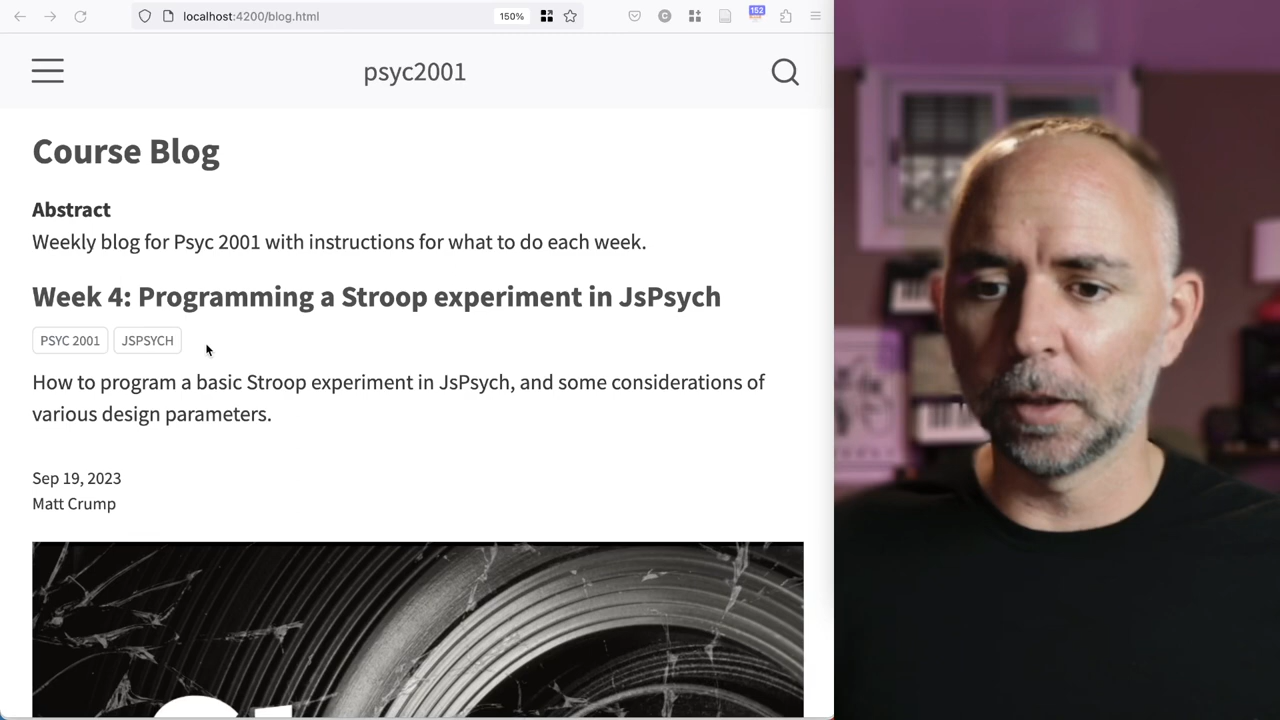 localhost:4200/blog.html
150%
152
psyc2001
Course Blog
Abstract
Weekly blog for Psyc 2001 with instructions for what to do each week.
Week 4: Programming a Stroop experiment in JsPsych
PSYC 2001
JSPSYCH
How to program a basic Stroop experiment in JsPsych, and some considerations of
various design parameters.
Sep 19, 2023
Matt Crump